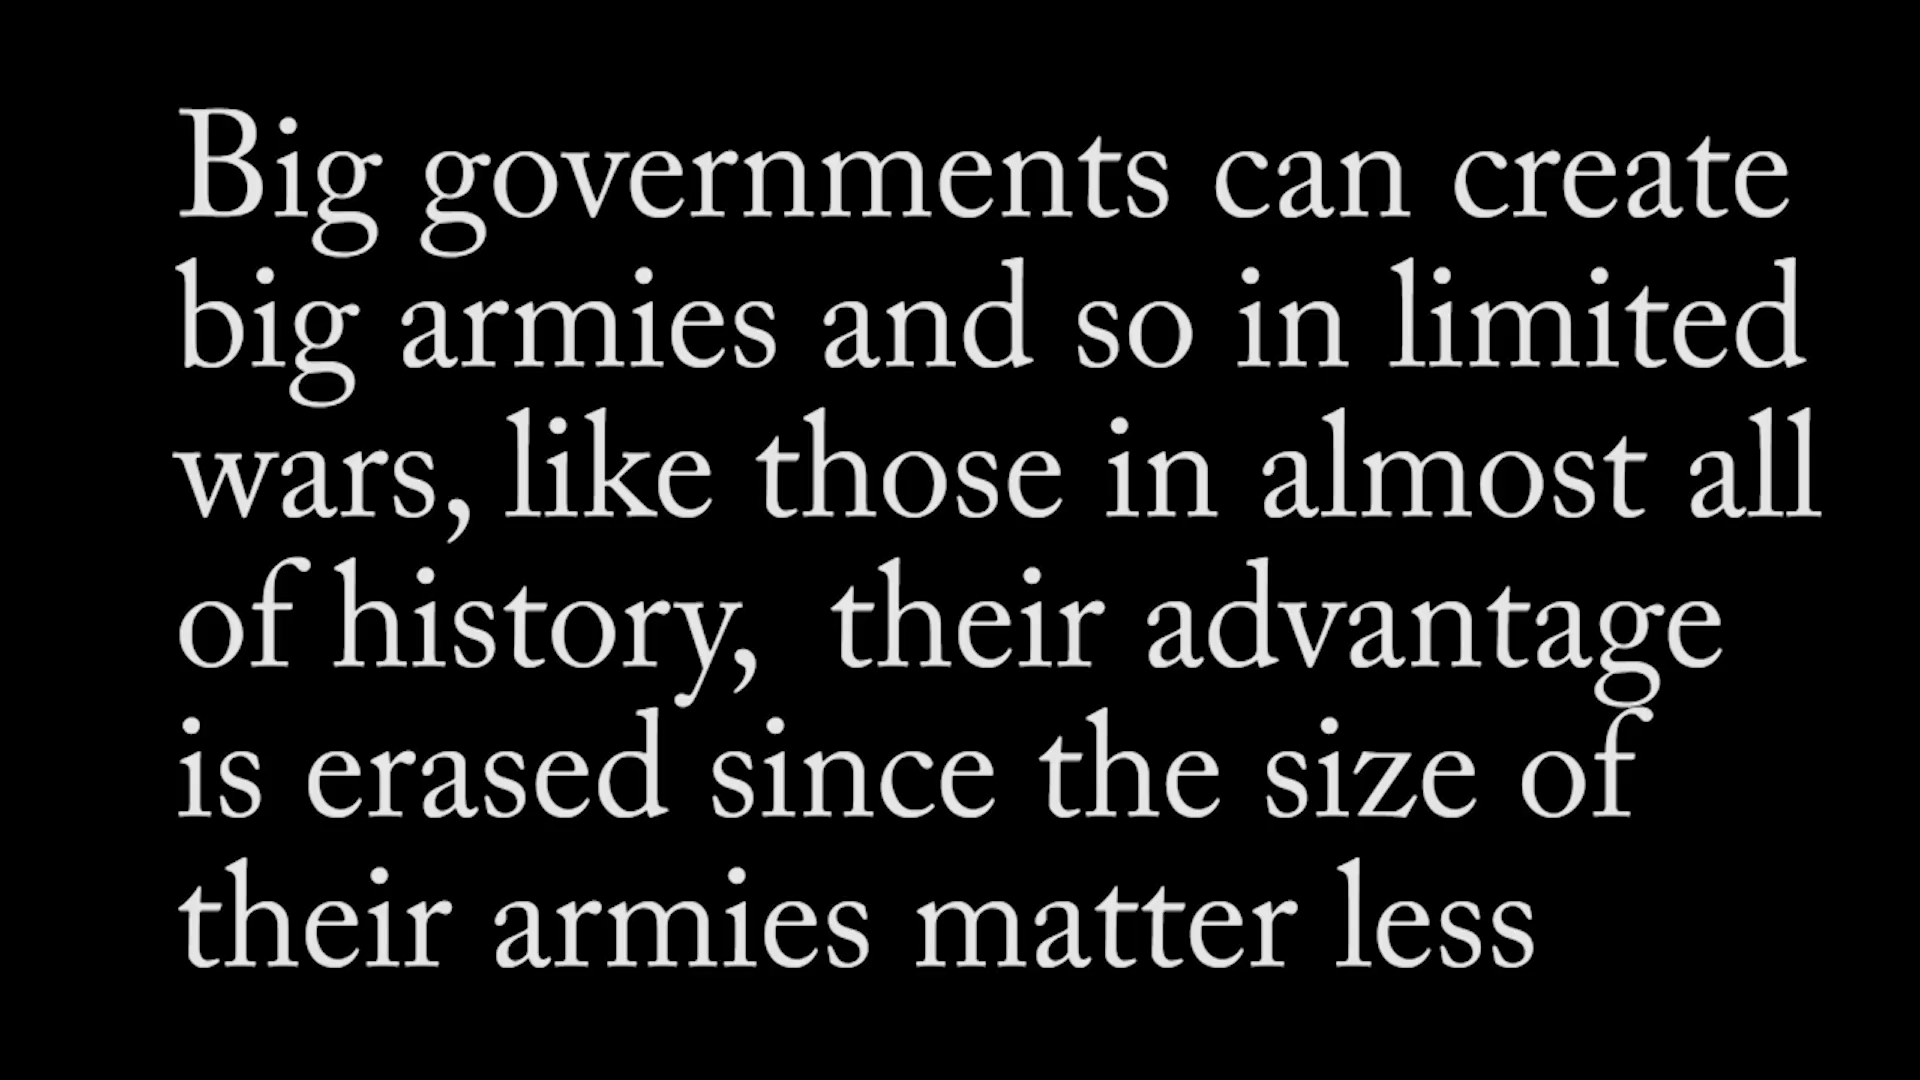 Big governments can create
big armies and so in limited
wars, like those in almost all
of history,  their advantage
is erased since the size of
their armies matter less